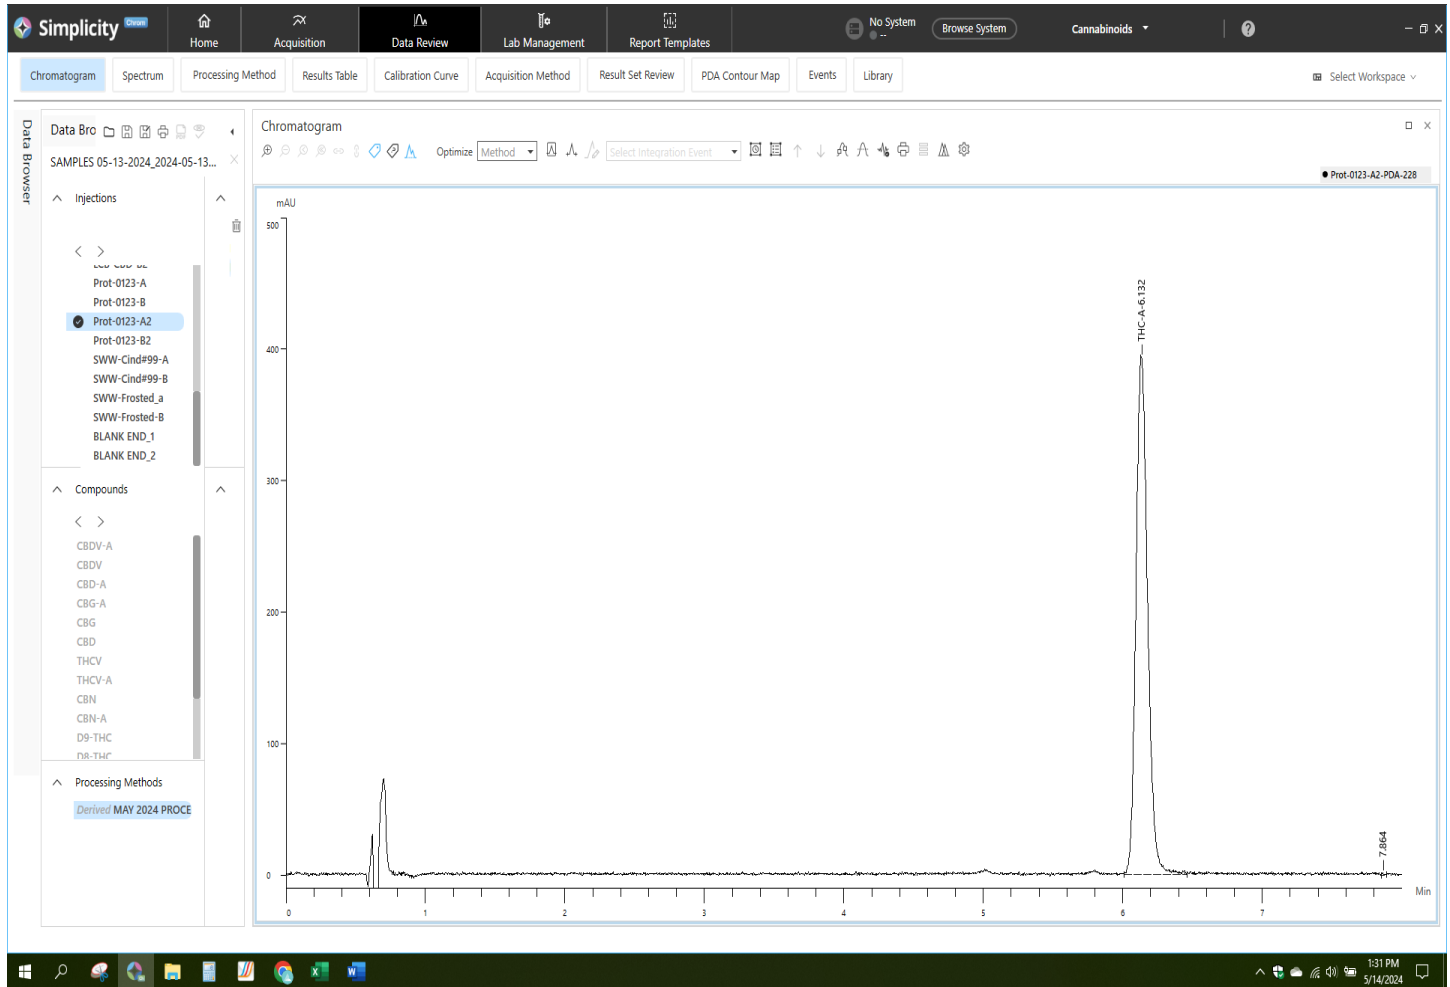 Simplicity Chrom
Home
Acquisition
Data Review
Lab Management
Report Templates
No System
--
Browse System
Cannabinoids
?
Chromatogram
Spectrum
Processing Method
Results Table
Calibration Curve
Acquisition Method
Result Set Review
PDA Contour Map
Events
Library
Select Workspace
Data Browser
Data Bro
SAMPLES 05-13-2024_2024-05-13...
Injections
LCB-CBD-B2
Prot-0123-A
Prot-0123-B
Prot-0123-A2
Prot-0123-B2
SWW-Cind#99-A
SWW-Cind#99-B
SWW-Frosted_a
SWW-Frosted-B
BLANK END_1
BLANK END_2
Compounds
CBDV-A
CBDV
CBD-A
CBG-A
CBG
CBD
THCV
THCV-A
CBN
CBN-A
D9-THC
D8-THC
Processing Methods
Derived MAY 2024 PROCE
Chromatogram
Optimize Method
Select Integration Event
Prot-0123-A2-PDA-228
mAU
500
400
300
200
100
0
THC-A-6.132
7.864
Min
0 1 2 3 4 5 6 7
1:31 PM
5/14/2024